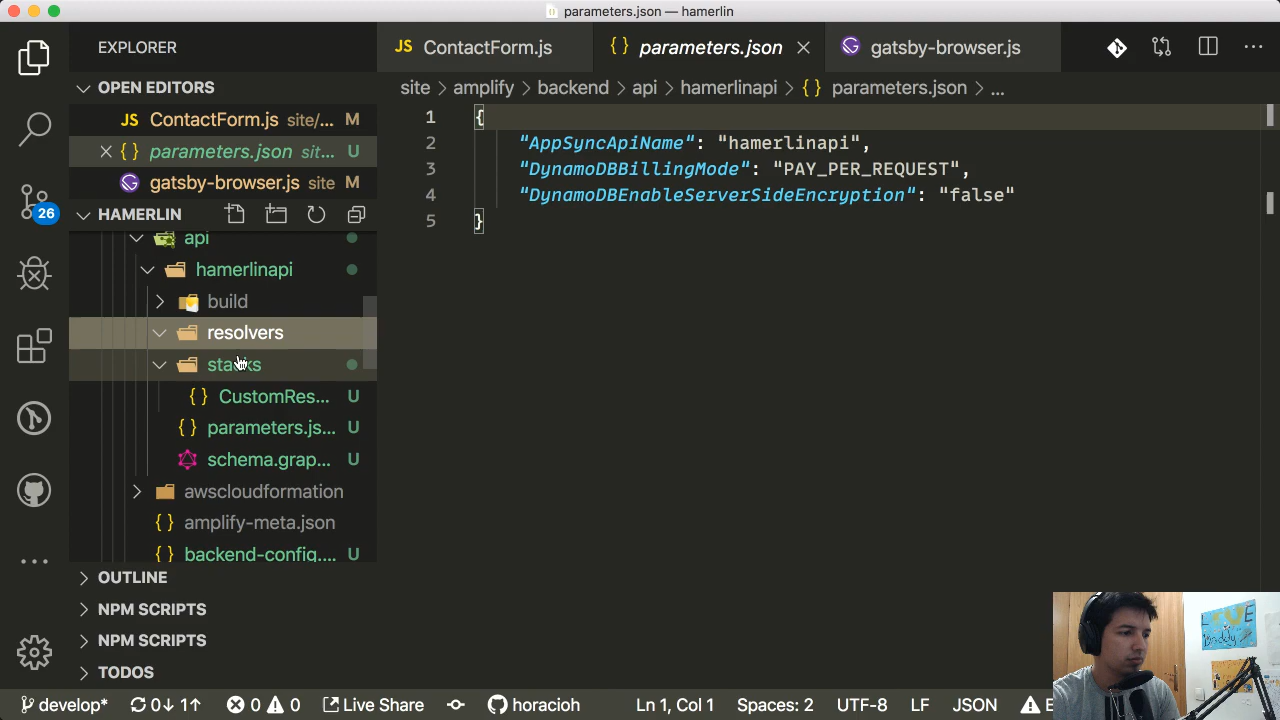 parameters.json — hamerlin
EXPLORER
JS ContactForm.js
{} parameters.json
gatsby-browser.js
OPEN EDITORS
site > amplify > backend > api > hamerlinapi > {} parameters.json > ...
JS ContactForm.js site/... M
{} parameters.json sit... U
gatsby-browser.js site M
HAMERLIN
26
api
hamerlinapi
build
resolvers
stacks
{} CustomRes... U
{} parameters.js... U
schema.grap... U
awscloudformation
{} amplify-meta.json
{} backend-config.... U
OUTLINE
NPM SCRIPTS
NPM SCRIPTS
TODOS
1 {
2 "AppSyncApiName": "hamerlinapi",
3 "DynamoDBBillingMode": "PAY_PER_REQUEST",
4 "DynamoDBEnableServerSideEncryption": "false"
5 }
develop* 0↓ 1↑ 0 0 Live Share horacioh Ln 1, Col 1 Spaces: 2 UTF-8 LF JSON